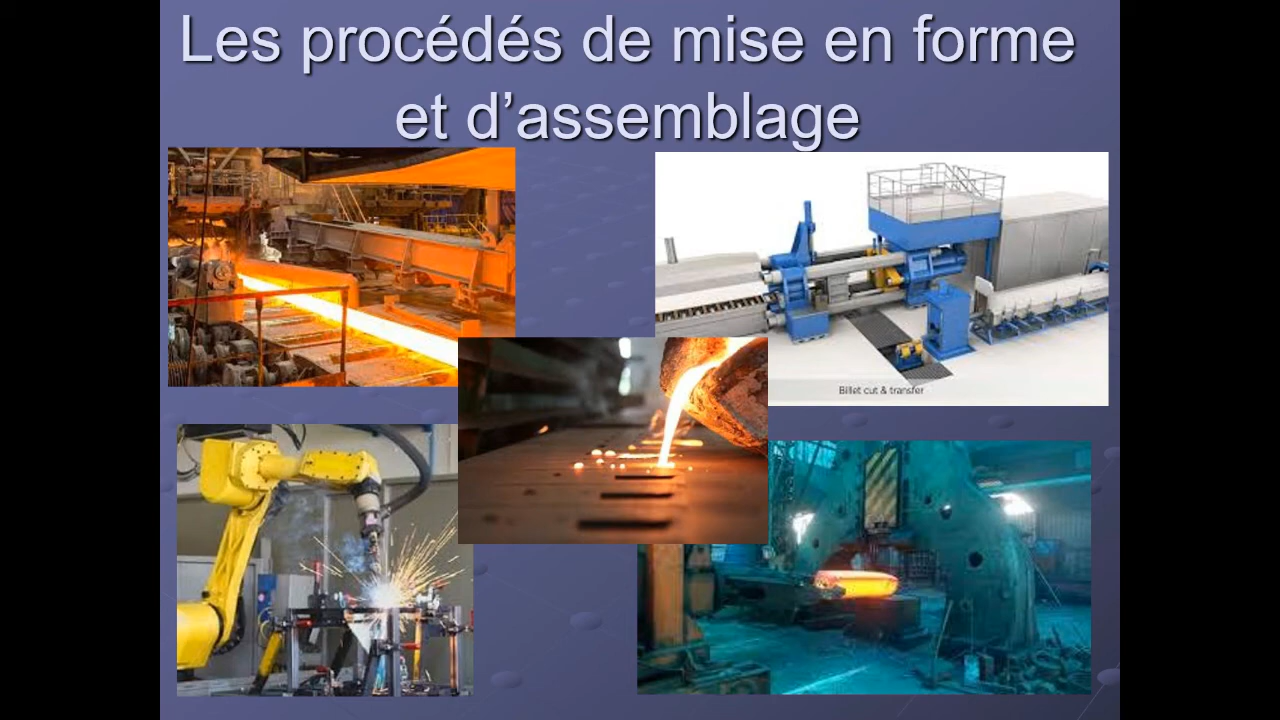 Les procédés de mise en forme
et d’assemblage
Billet cut & transfer